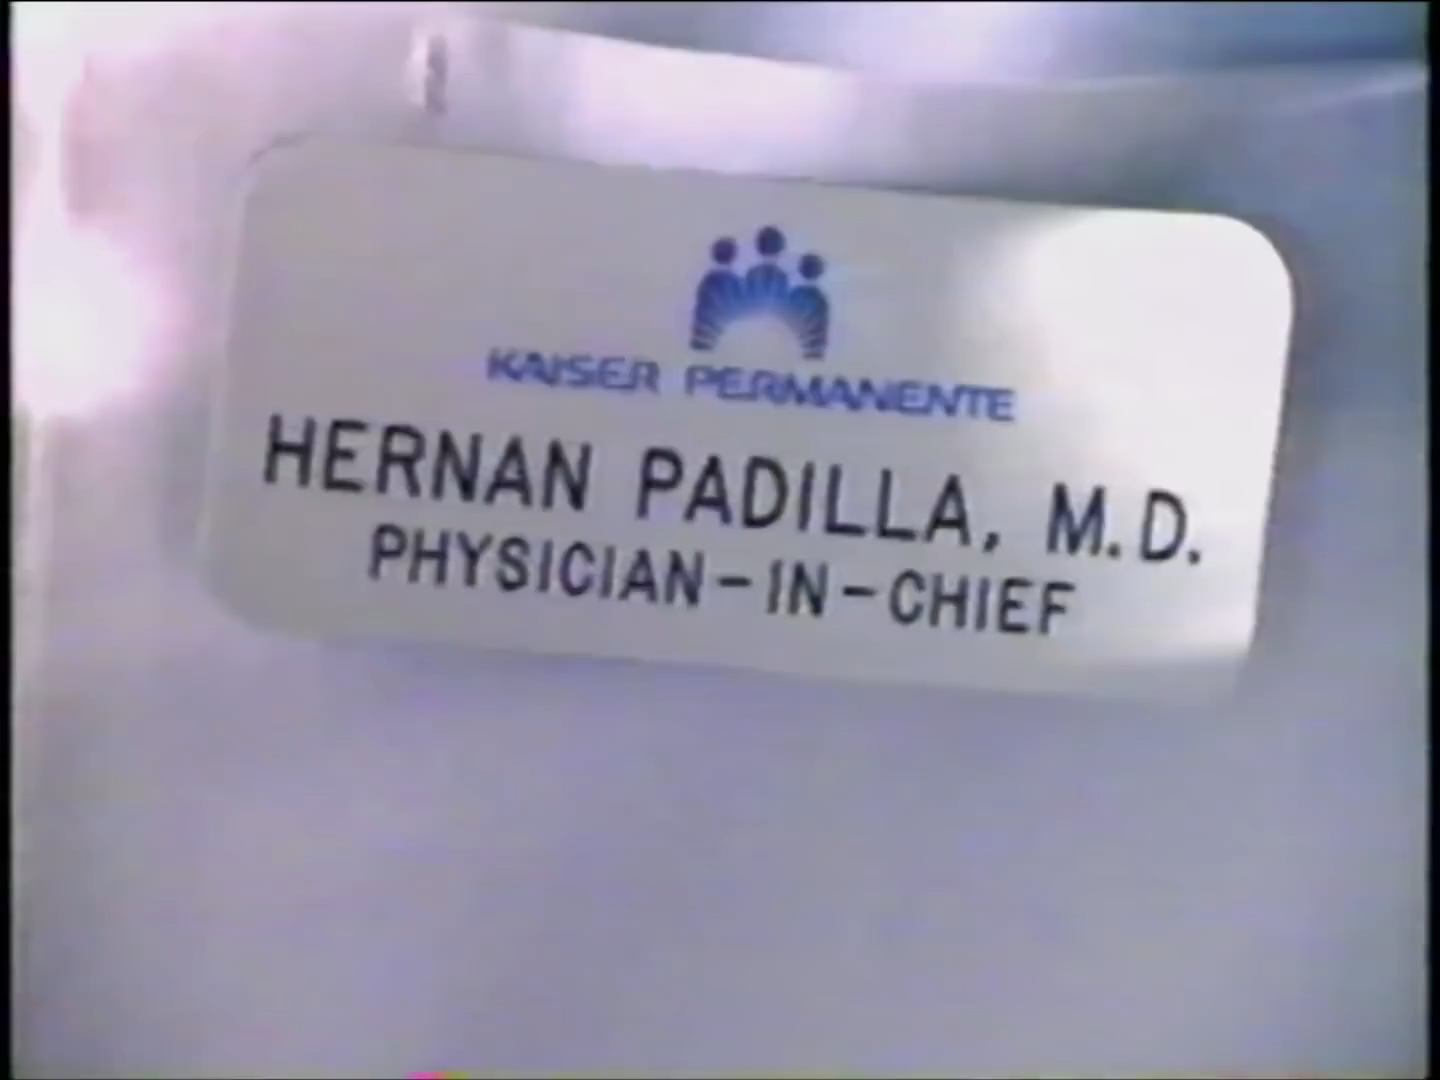 KAISER PERMANENTE
HERNAN PADILLA, M.D.
PHYSICIAN-IN-CHIEF